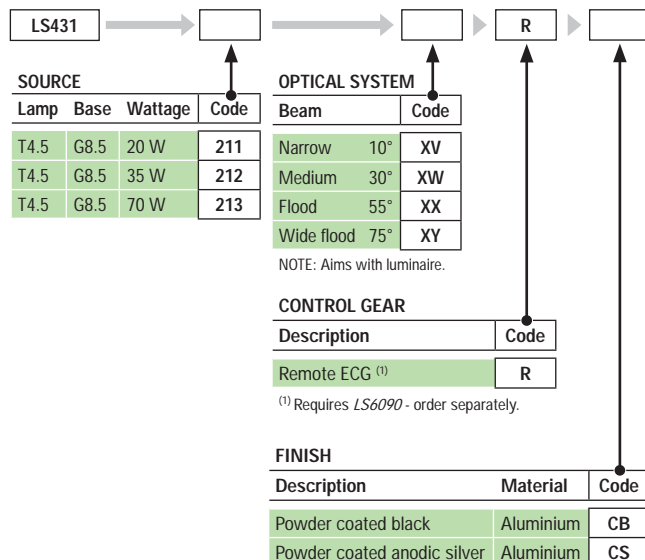 LS431 R
SOURCE
Lamp Base Wattage Code
T4.5 G8.5 20 W 211
T4.5 G8.5 35 W 212
T4.5 G8.5 70 W 213
OPTICAL SYSTEM
Beam Code
Narrow 10° XV
Medium 30° XW
Flood 55° XX
Wide flood 75° XY
NOTE: Aims with luminaire.
CONTROL GEAR
Description Code
Remote ECG (1) R
(1) Requires LS6090 - order separately.
FINISH
Description Material Code
Powder coated black Aluminium CB
Powder coated anodic silver Aluminium CS